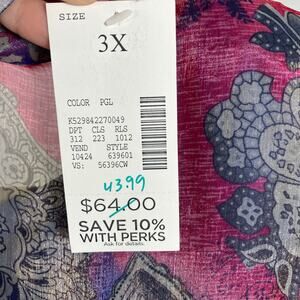 SIZE
3X
COLOR PGL
K529842270049
DPT CLS RLS
312 223 1012
VEND STYLE
10424 639601
VS: 56396CW
43.99
$64.00
SAVE 10%
WITH PERKS
Ask for details.